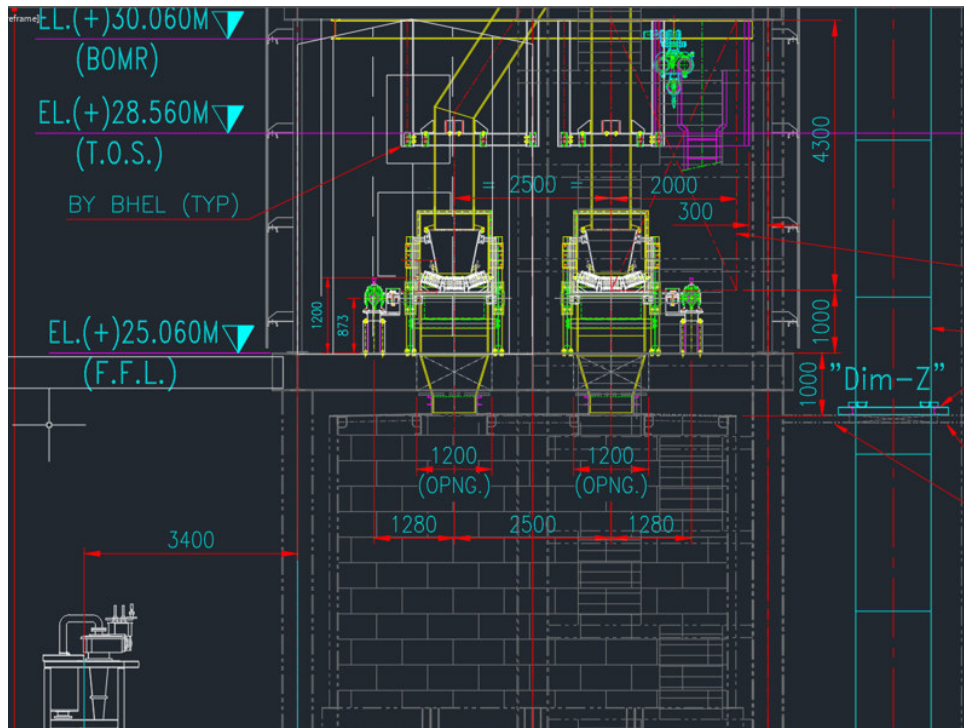 reframe]
EL.(+)30.060M
(BOMR)
EL.(+)28.560M
(T.O.S.)
BY BHEL (TYP)
= 2500 =
2000
300
4300
1200
873
1000
EL.(+)25.060M
(F.F.L.)
1000
"Dim-Z"
1200
(OPNG.)
1200
(OPNG.)
1280
2500
1280
3400